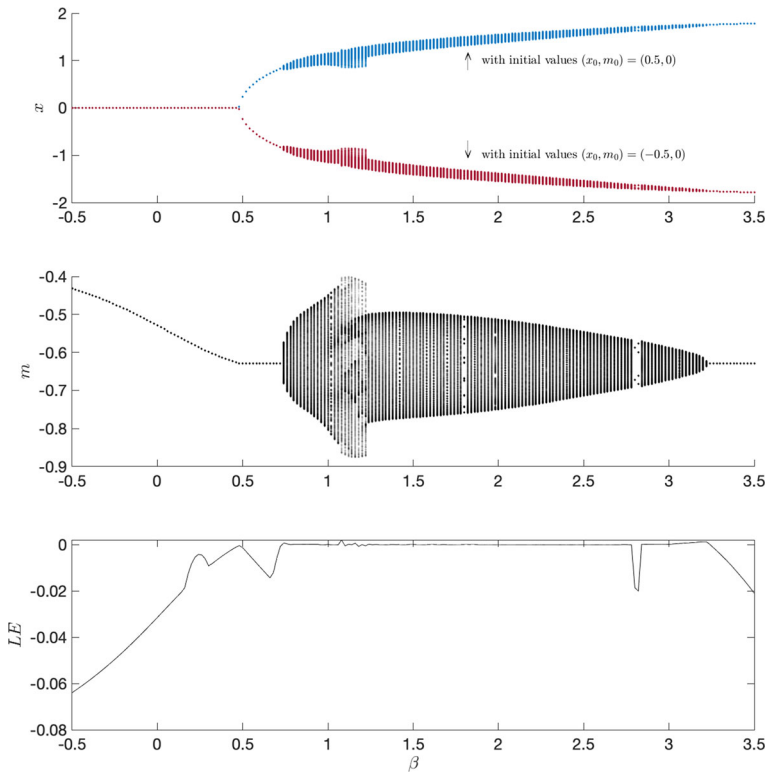 2
1
x
0
-1
-2
with initial values (x₀, m₀) = (0.5, 0)
with initial values (x₀, m₀) = (−0.5, 0)
-0.5 0 0.5 1 1.5 2 2.5 3 3.5
-0.4
-0.5
-0.6
m
-0.7
-0.8
-0.9
-0.5 0 0.5 1 1.5 2 2.5 3 3.5
0
-0.02
-0.04
LE
-0.06
-0.08
-0.5 0 0.5 1 1.5 2 2.5 3 3.5
β